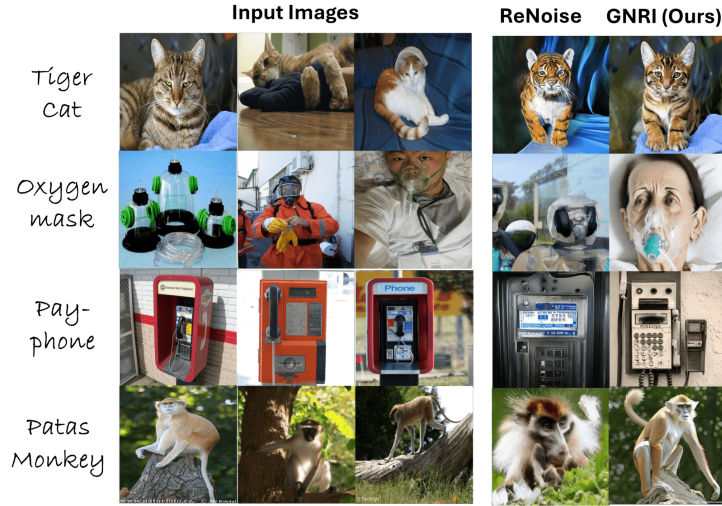 Input Images
ReNoise
GNRI (Ours)
Tiger
Cat
Oxygen
mask
Pay-
phone
Phone
Patas
Monkey